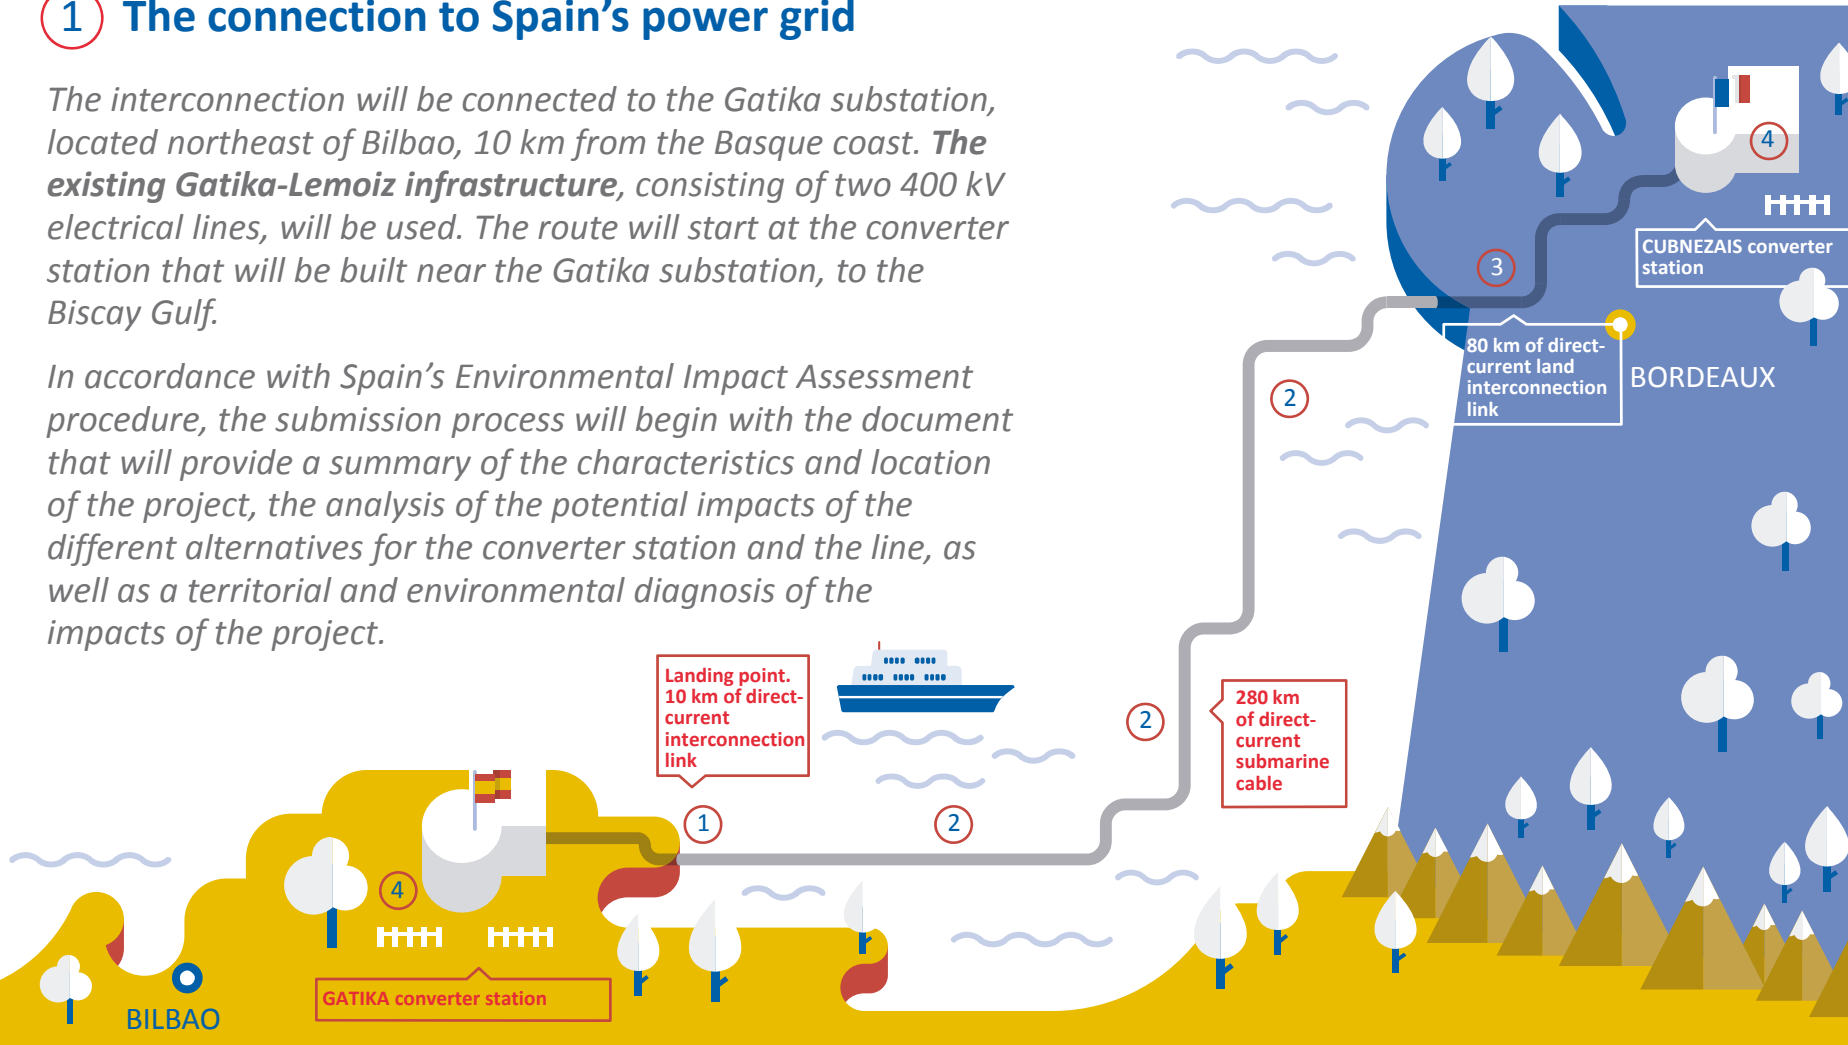 1 The connection to Spain's power grid
The interconnection will be connected to the Gatika substation,
located northeast of Bilbao, 10 km from the Basque coast. The
existing Gatika-Lemoiz infrastructure, consisting of two 400 kV
electrical lines, will be used. The route will start at the converter
station that will be built near the Gatika substation, to the
Biscay Gulf.
In accordance with Spain's Environmental Impact Assessment
procedure, the submission process will begin with the document
that will provide a summary of the characteristics and location
of the project, the analysis of the potential impacts of the
different alternatives for the converter station and the line, as
well as a territorial and environmental diagnosis of the
impacts of the project.
4
CUBNEZAIS converter
station
3
80 km of direct-
current land
interconnection
link
BORDEAUX
2
Landing point.
10 km of direct-
current
interconnection
link
2
280 km
of direct-
current
submarine
cable
1
2
4
GATIKA converter station
BILBAO